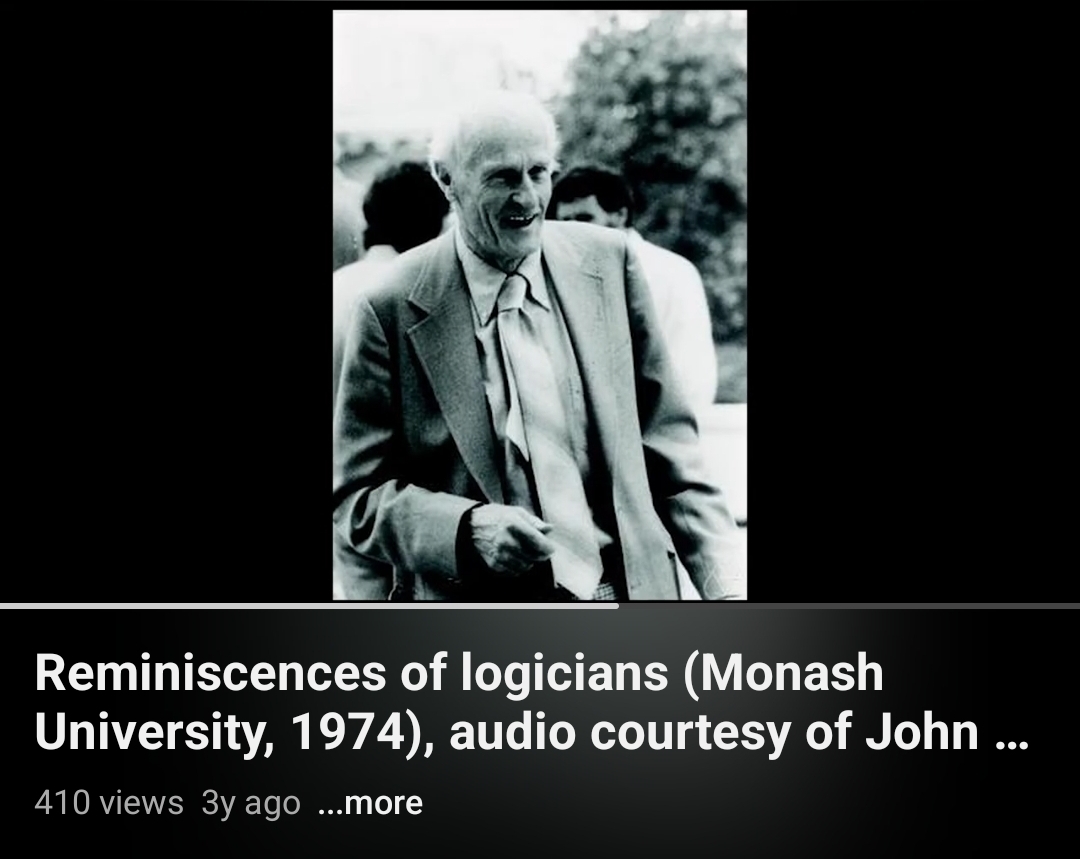 Reminiscences of logicians (Monash
University, 1974), audio courtesy of John ...
410 views 3y ago ...more